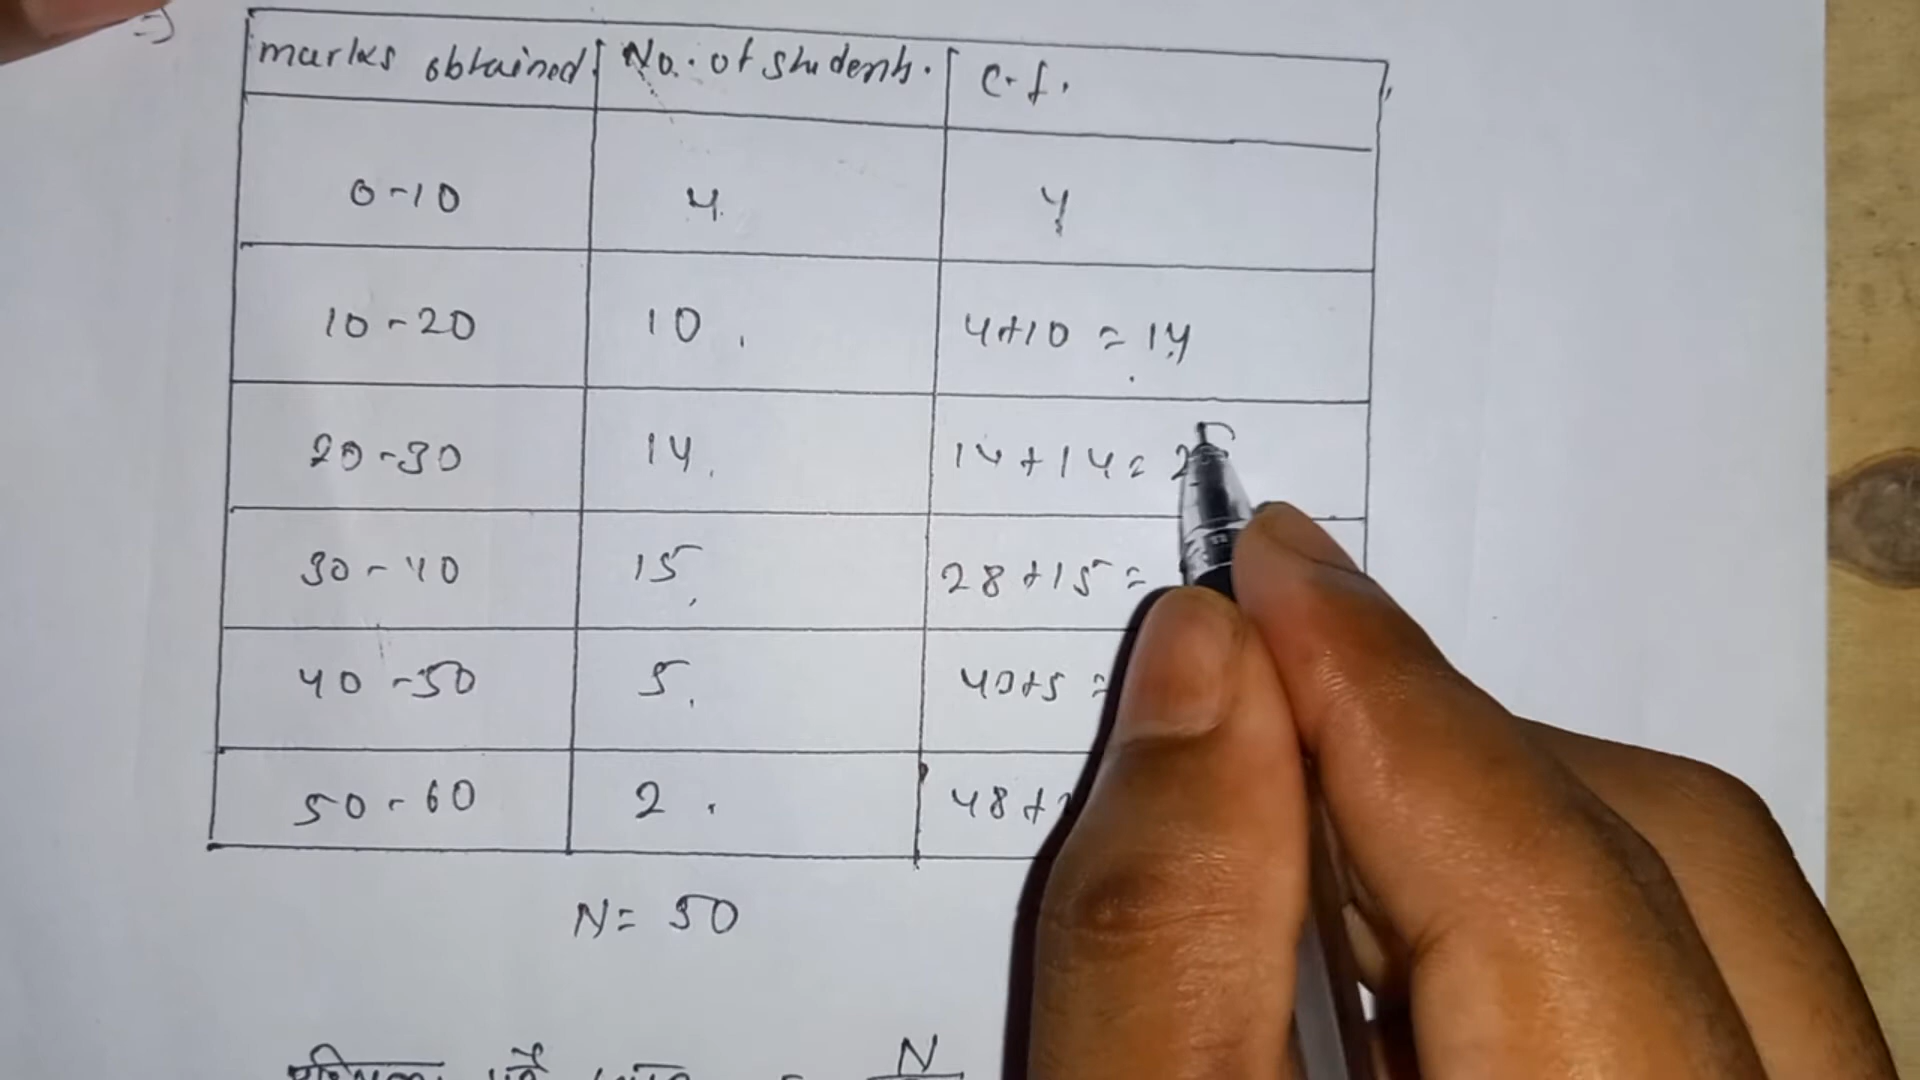 marks obtained No. of students. c.f.
0-10 4 4
10-20 10 4+10 = 14
20-30 14 14+14 = 2
30-40 15 28+15 =
40-50 5 40+5 =
50-60 2 48+
N= 50
= N